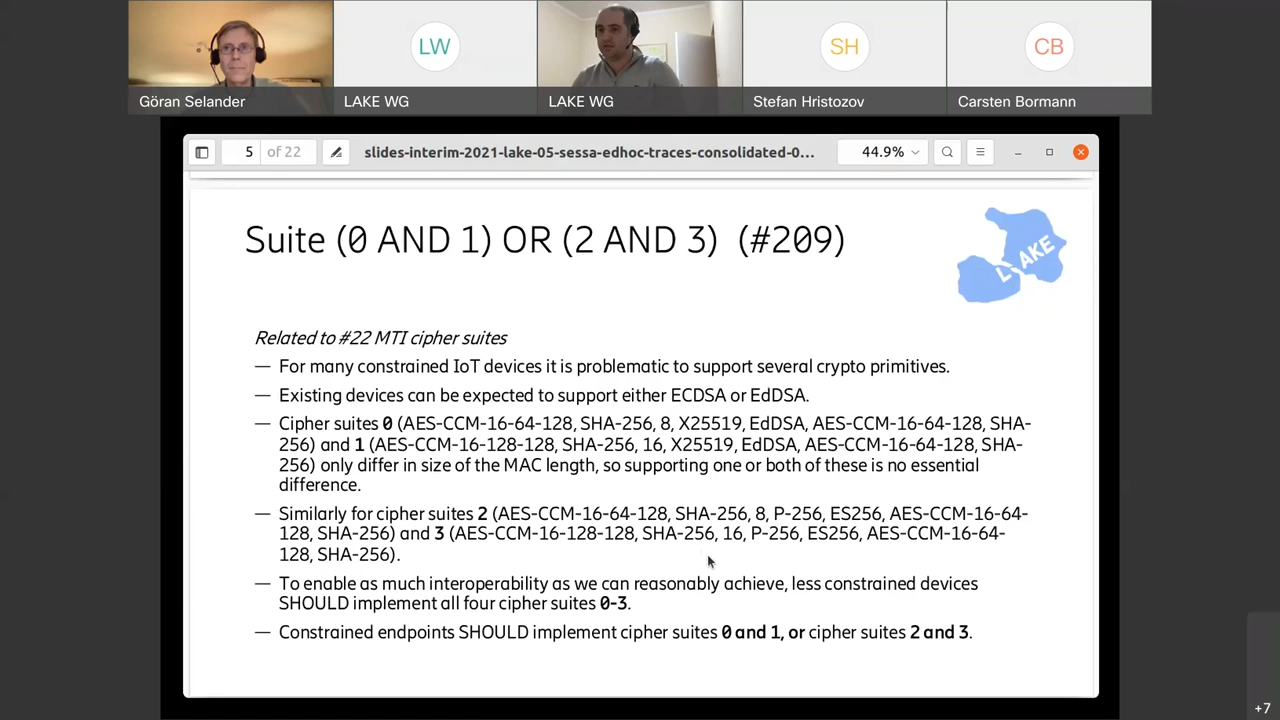 LW
SH
CB
Göran Selander
LAKE WG
LAKE WG
Stefan Hristozov
Carsten Bormann
5 of 22
slides-interim-2021-lake-05-sessa-edhoc-traces-consolidated-0...
44.9%
Suite (0 AND 1) OR (2 AND 3) (#209)
LAKE
Related to #22 MTI cipher suites
— For many constrained IoT devices it is problematic to support several crypto primitives.
— Existing devices can be expected to support either ECDSA or EdDSA.
— Cipher suites 0 (AES-CCM-16-64-128, SHA-256, 8, X25519, EdDSA, AES-CCM-16-64-128, SHA-
256) and 1 (AES-CCM-16-128-128, SHA-256, 16, X25519, EdDSA, AES-CCM-16-64-128, SHA-
256) only differ in size of the MAC length, so supporting one or both of these is no essential
difference.
— Similarly for cipher suites 2 (AES-CCM-16-64-128, SHA-256, 8, P-256, ES256, AES-CCM-16-64-
128, SHA-256) and 3 (AES-CCM-16-128-128, SHA-256, 16, P-256, ES256, AES-CCM-16-64-
128, SHA-256).
— To enable as much interoperability as we can reasonably achieve, less constrained devices
SHOULD implement all four cipher suites 0-3.
— Constrained endpoints SHOULD implement cipher suites 0 and 1, or cipher suites 2 and 3.
+7